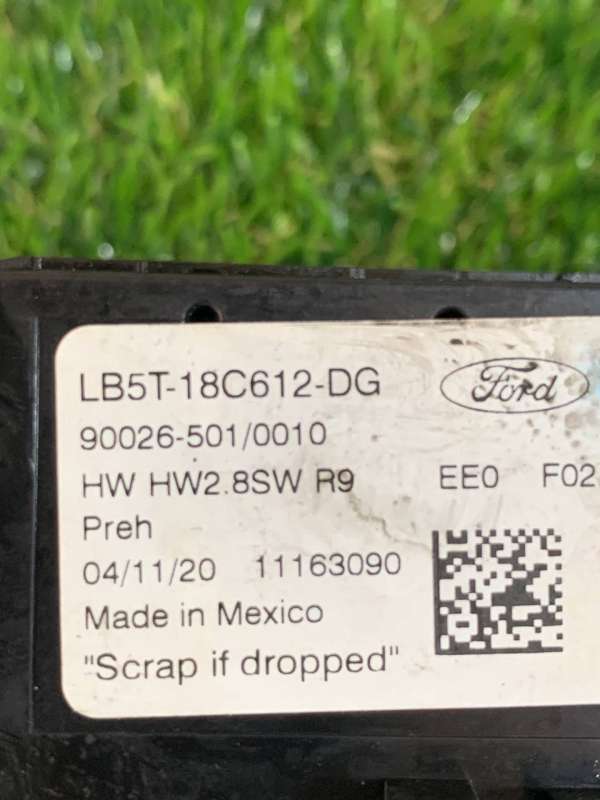 LB5T-18C612-DG Ford
90026-501/0010
HW HW2.8SW R9 EE0 F02
Preh
04/11/20 11163090
Made in Mexico
"Scrap if dropped"